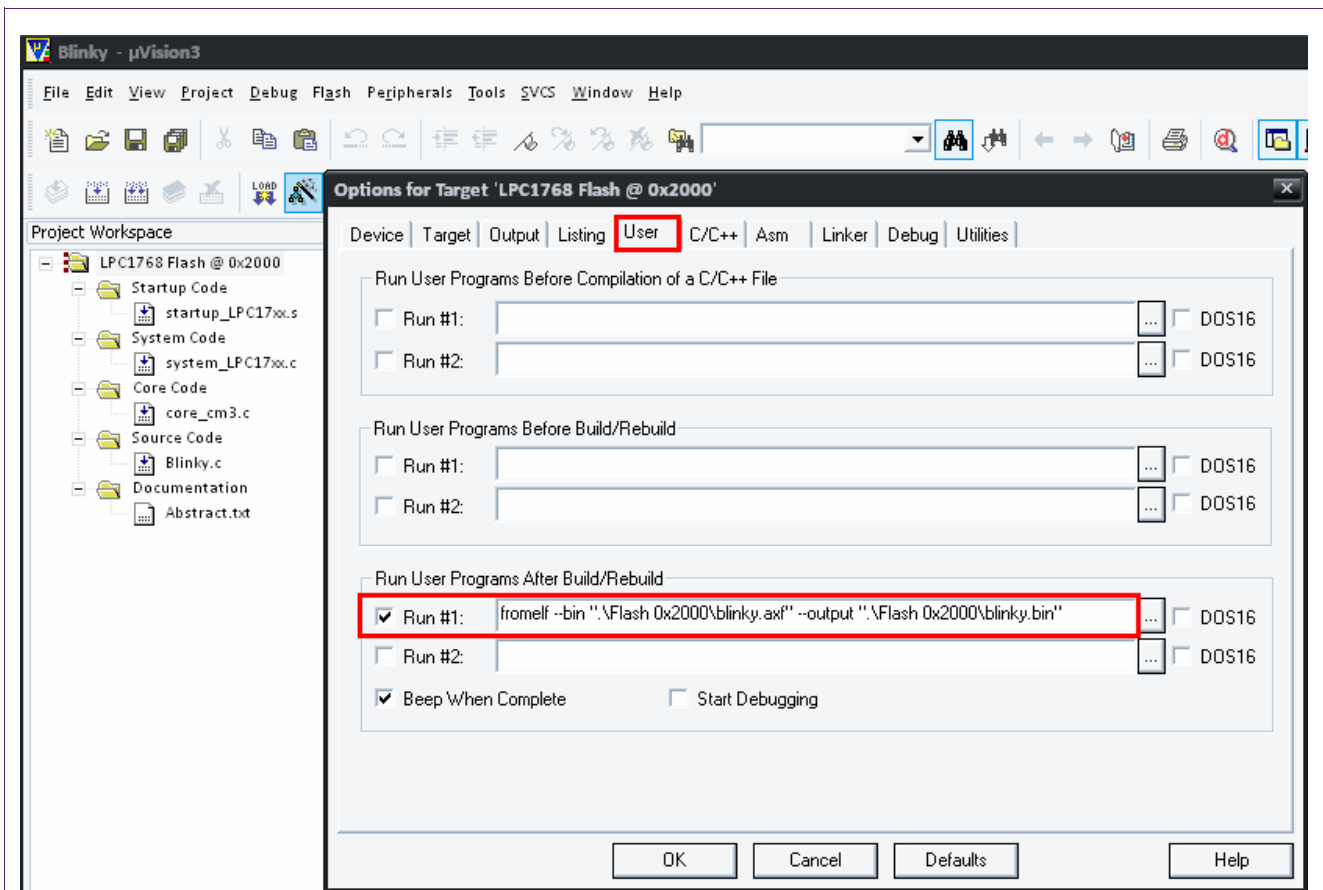 Blinky - µVision3
File Edit View Project Debug Flash Peripherals Tools SVCS Window Help
LOAD
Options for Target 'LPC1768 Flash @ 0x2000'
Project Workspace
LPC1768 Flash @ 0x2000
Startup Code
startup_LPC17xx.s
System Code
system_LPC17xx.c
Core Code
core_cm3.c
Source Code
Blinky.c
Documentation
Abstract.txt
Device Target Output Listing User C/C++ Asm Linker Debug Utilities
Run User Programs Before Compilation of a C/C++ File
Run #1: ... DOS16
Run #2: ... DOS16
Run User Programs Before Build/Rebuild
Run #1: ... DOS16
Run #2: ... DOS16
Run User Programs After Build/Rebuild
Run #1: fromelf --bin ".\Flash 0x2000\blinky.axf" --output ".\Flash 0x2000\blinky.bin" ... DOS16
Run #2: ... DOS16
Beep When Complete Start Debugging
OK Cancel Defaults Help